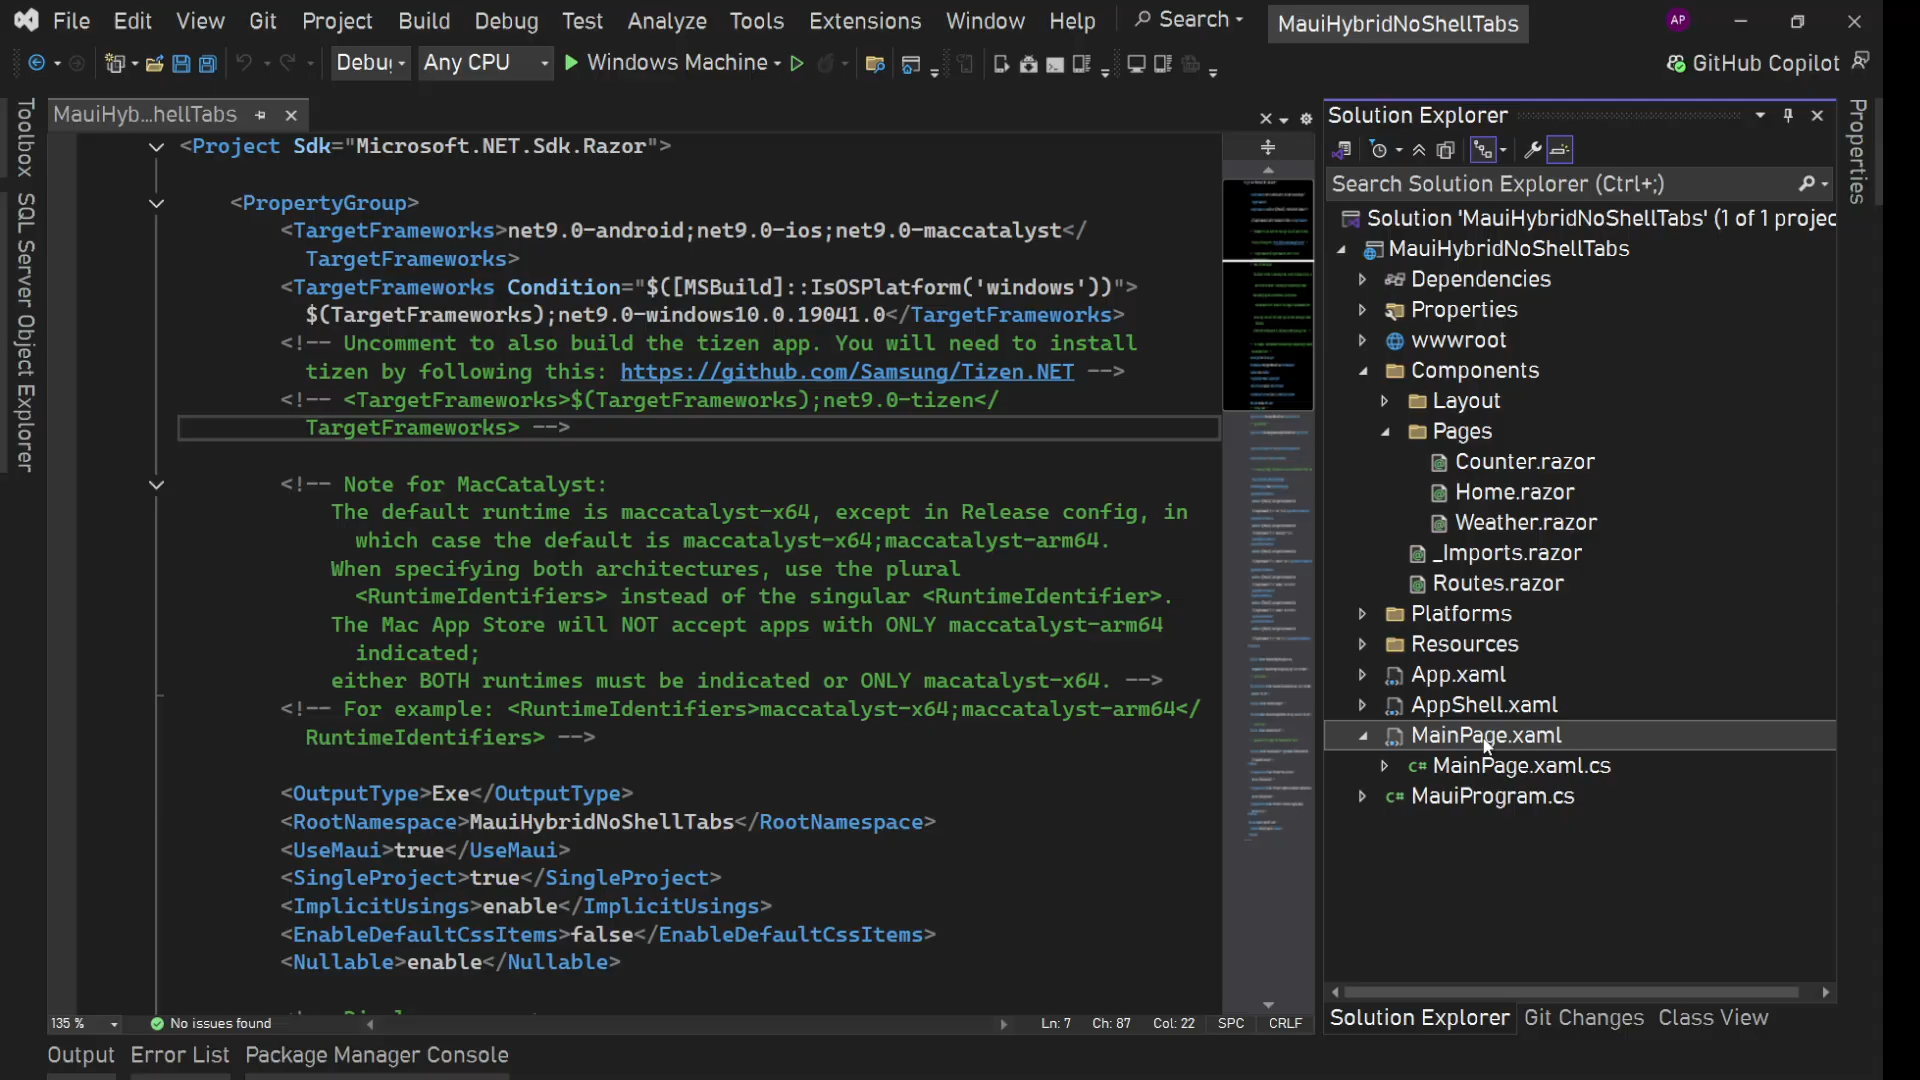 File Edit View Git Project Build Debug Test Analyze Tools Extensions Window Help Search MauiHybridNoShellTabs AP
Debug Any CPU Windows Machine GitHub Copilot
Toolbox
SQL Server Object Explorer
MauiHyb...hellTabs
<Project Sdk="Microsoft.NET.Sdk.Razor">
<PropertyGroup>
<TargetFrameworks>net9.0-android;net9.0-ios;net9.0-maccatalyst</
TargetFrameworks>
<TargetFrameworks Condition="$([MSBuild]::IsOSPlatform('windows'))">
$(TargetFrameworks);net9.0-windows10.0.19041.0</TargetFrameworks>
<!-- Uncomment to also build the tizen app. You will need to install
tizen by following this: https://github.com/Samsung/Tizen.NET -->
<!-- <TargetFrameworks>$(TargetFrameworks);net9.0-tizen</
TargetFrameworks> -->
<!-- Note for MacCatalyst:
The default runtime is maccatalyst-x64, except in Release config, in
which case the default is maccatalyst-x64;maccatalyst-arm64.
When specifying both architectures, use the plural
<RuntimeIdentifiers> instead of the singular <RuntimeIdentifier>.
The Mac App Store will NOT accept apps with ONLY maccatalyst-arm64
indicated;
either BOTH runtimes must be indicated or ONLY macatalyst-x64. -->
<!-- For example: <RuntimeIdentifiers>maccatalyst-x64;maccatalyst-arm64</
RuntimeIdentifiers> -->
<OutputType>Exe</OutputType>
<RootNamespace>MauiHybridNoShellTabs</RootNamespace>
<UseMaui>true</UseMaui>
<SingleProject>true</SingleProject>
<ImplicitUsings>enable</ImplicitUsings>
<EnableDefaultCssItems>false</EnableDefaultCssItems>
<Nullable>enable</Nullable>
135 % No issues found Ln: 7 Ch: 87 Col: 22 SPC CRLF
Output Error List Package Manager Console
Solution Explorer
Search Solution Explorer (Ctrl+;)
Solution 'MauiHybridNoShellTabs' (1 of 1 projec
MauiHybridNoShellTabs
Dependencies
Properties
wwwroot
Components
Layout
Pages
Counter.razor
Home.razor
Weather.razor
_Imports.razor
Routes.razor
Platforms
Resources
App.xaml
AppShell.xaml
MainPage.xaml
C# MainPage.xaml.cs
C# MauiProgram.cs
Solution Explorer Git Changes Class View
Properties